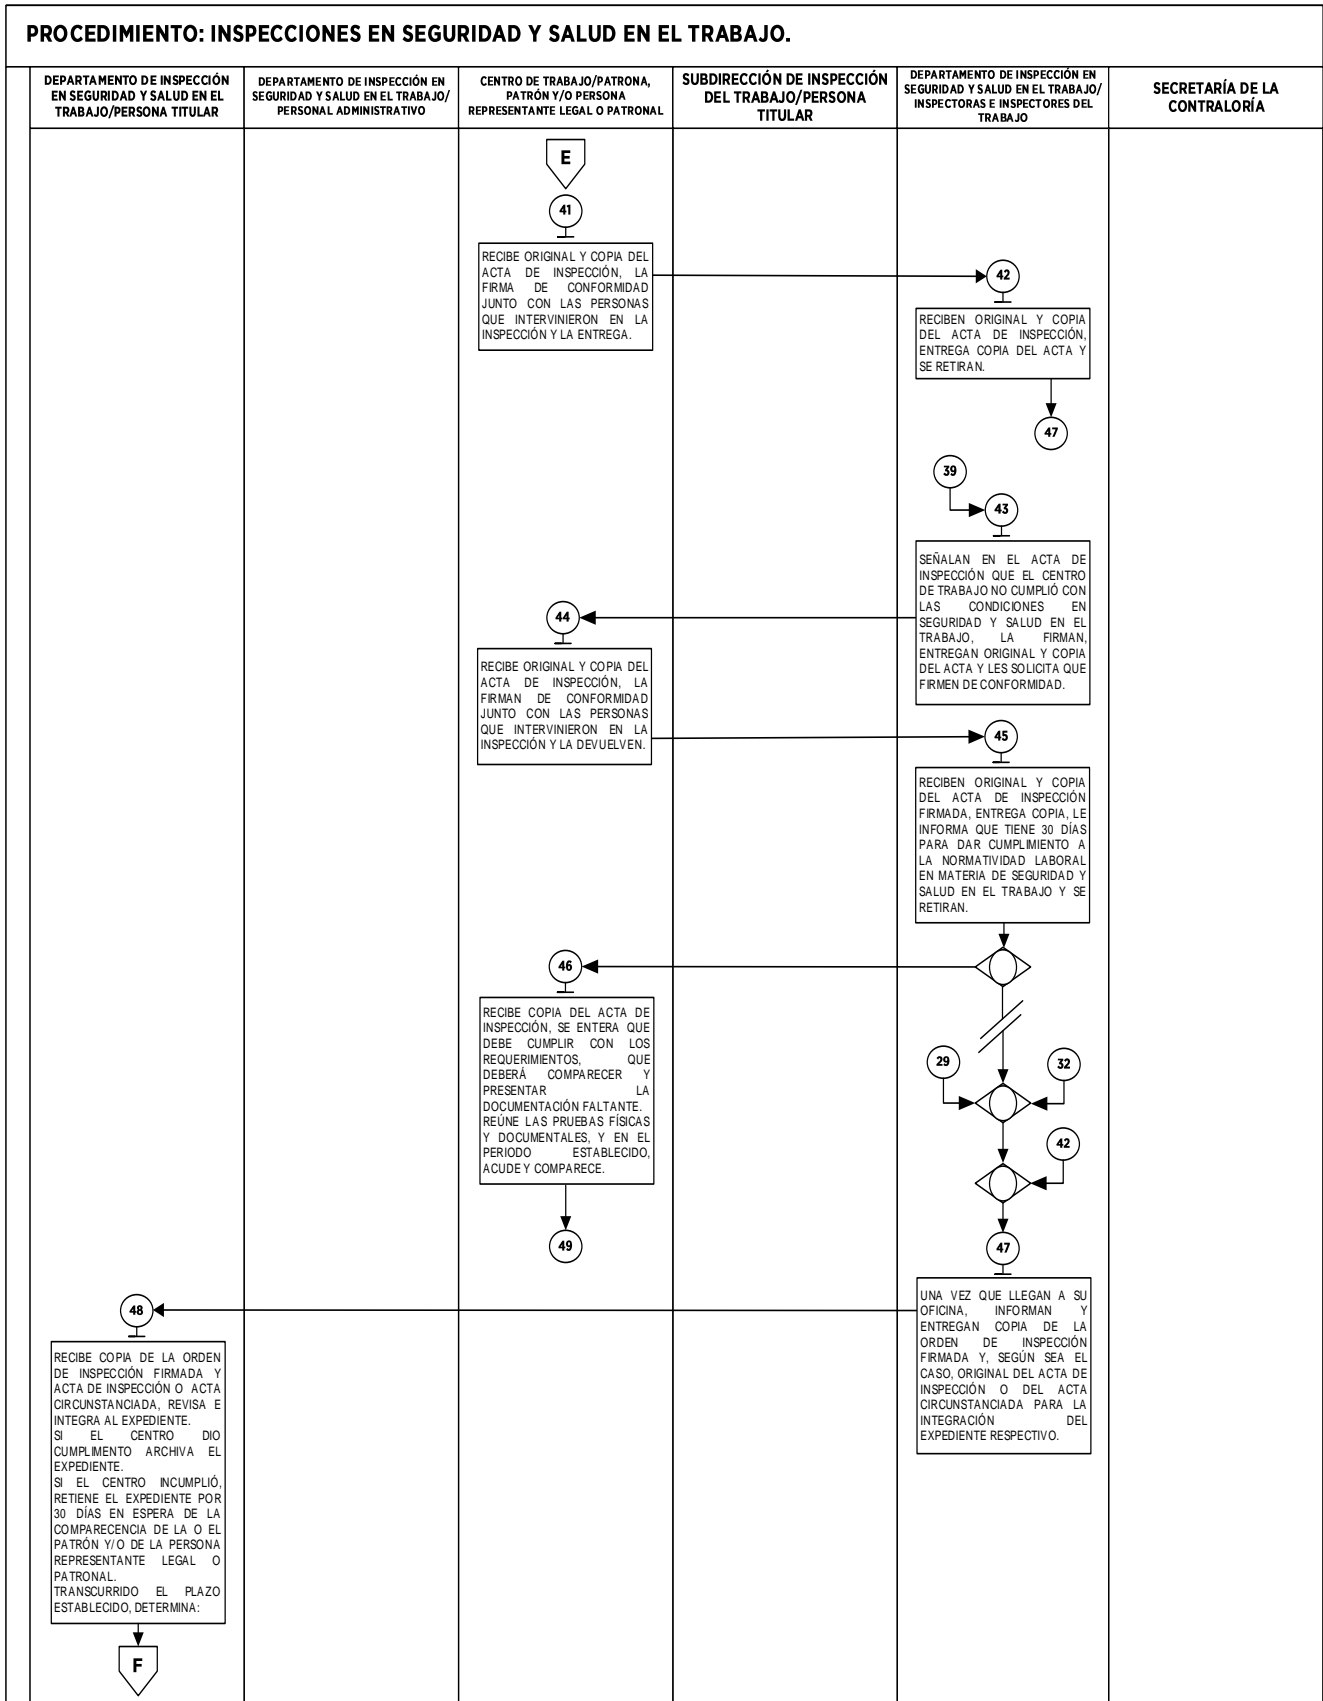 PROCEDIMIENTO: INSPECCIONES EN SEGURIDAD Y SALUD EN EL TRABAJO.
DEPARTAMENTO DE INSPECCIÓN
EN SEGURIDAD Y SALUD EN EL
TRABAJO/PERSONA TITULAR
DEPARTAMENTO DE INSPECCIÓN EN
SEGURIDAD Y SALUD EN EL TRABAJO/
PERSONAL ADMINISTRATIVO
CENTRO DE TRABAJO/PATRONA,
PATRÓN Y/O PERSONA
REPRESENTANTE LEGAL O PATRONAL
SUBDIRECCIÓN DE INSPECCIÓN
DEL TRABAJO/PERSONA
TITULAR
DEPARTAMENTO DE INSPECCIÓN EN
SEGURIDAD Y SALUD EN EL TRABAJO/
INSPECTORAS E INSPECTORES DEL
TRABAJO
SECRETARÍA DE LA
CONTRALORÍA
E
41
RECIBE ORIGINAL Y COPIA DEL
ACTA DE INSPECCIÓN, LA
FIRMA DE CONFORMIDAD
JUNTO CON LAS PERSONAS
QUE INTERVINIERON EN LA
INSPECCIÓN Y LA ENTREGA.
42
RECIBEN ORIGINAL Y COPIA
DEL ACTA DE INSPECCIÓN,
ENTREGA COPIA DEL ACTA Y
SE RETIRAN.
47
39
43
SEÑALAN EN EL ACTA DE
INSPECCIÓN QUE EL CENTRO
DE TRABAJO NO CUMPLIÓ CON
LAS CONDICIONES EN
SEGURIDAD Y SALUD EN EL
TRABAJO, LA FIRMAN,
ENTREGAN ORIGINAL Y COPIA
DEL ACTA Y LES SOLICITA QUE
FIRMEN DE CONFORMIDAD.
44
RECIBE ORIGINAL Y COPIA DEL
ACTA DE INSPECCIÓN, LA
FIRMAN DE CONFORMIDAD
JUNTO CON LAS PERSONAS
QUE INTERVINIERON EN LA
INSPECCIÓN Y LA DEVUELVEN.
45
RECIBEN ORIGINAL Y COPIA
DEL ACTA DE INSPECCIÓN
FIRMADA, ENTREGA COPIA, LE
INFORMA QUE TIENE 30 DÍAS
PARA DAR CUMPLIMIENTO A
LA NORMATIVIDAD LABORAL
EN MATERIA DE SEGURIDAD Y
SALUD EN EL TRABAJO Y SE
RETIRAN.
46
RECIBE COPIA DEL ACTA DE
INSPECCIÓN, SE ENTERA QUE
DEBE CUMPLIR CON LOS
REQUERIMIENTOS, QUE
DEBERÁ COMPARECER Y
PRESENTAR LA
DOCUMENTACIÓN FALTANTE.
REÚNE LAS PRUEBAS FÍSICAS
Y DOCUMENTALES, Y EN EL
PERIODO ESTABLECIDO,
ACUDE Y COMPARECE.
49
29
32
42
47
UNA VEZ QUE LLEGAN A SU
OFICINA, INFORMAN Y
ENTREGAN COPIA DE LA
ORDEN DE INSPECCIÓN
FIRMADA Y, SEGÚN SEA EL
CASO, ORIGINAL DEL ACTA DE
INSPECCIÓN O DEL ACTA
CIRCUNSTANCIADA PARA LA
INTEGRACIÓN DEL
EXPEDIENTE RESPECTIVO.
48
RECIBE COPIA DE LA ORDEN
DE INSPECCIÓN FIRMADA Y
ACTA DE INSPECCIÓN O ACTA
CIRCUNSTANCIADA, REVISA E
INTEGRA AL EXPEDIENTE.
SI EL CENTRO DIO
CUMPLIMENTO ARCHIVA EL
EXPEDIENTE.
SI EL CENTRO INCUMPLIÓ,
RETIENE EL EXPEDIENTE POR
30 DÍAS EN ESPERA DE LA
COMPARECENCIA DE LA O EL
PATRÓN Y/O DE LA PERSONA
REPRESENTANTE LEGAL O
PATRONAL.
TRANSCURRIDO EL PLAZO
ESTABLECIDO, DETERMINA:
F